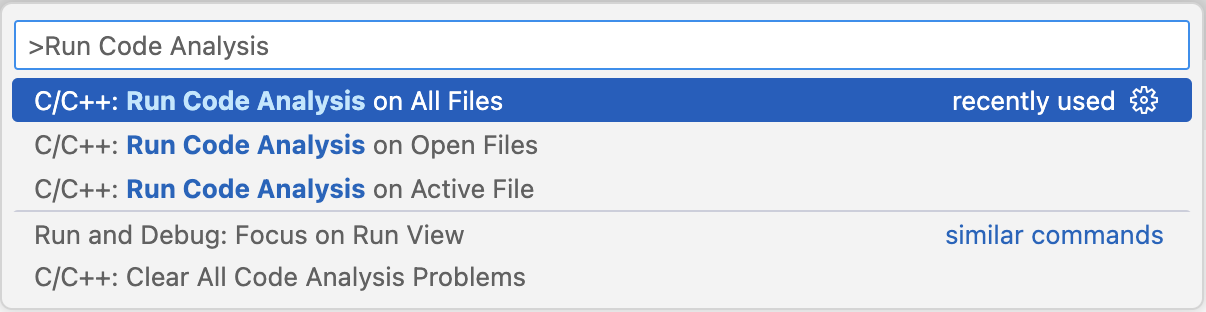 >Run Code Analysis
C/C++: Run Code Analysis on All Files recently used
C/C++: Run Code Analysis on Open Files
C/C++: Run Code Analysis on Active File
Run and Debug: Focus on Run View similar commands
C/C++: Clear All Code Analysis Problems